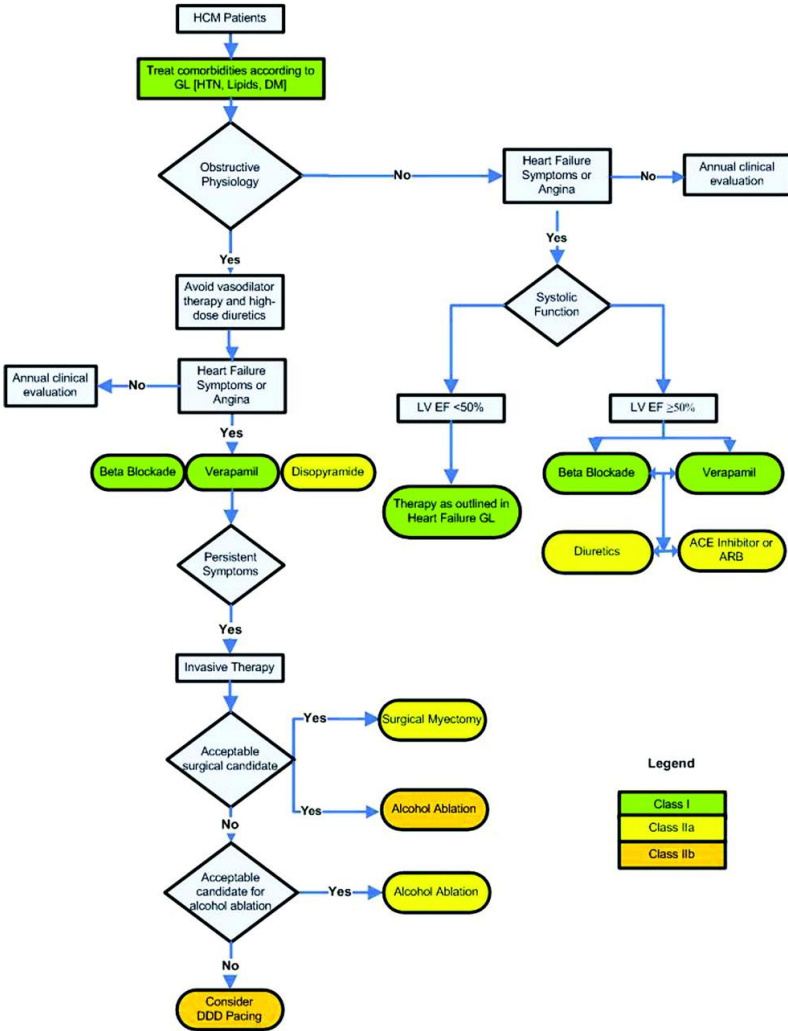 HCM Patients
Treat comorbidities according to
GL [HTN, Lipids, DM]
Obstructive
Physiology
No
Heart Failure
Symptoms or
Angina
No
Annual clinical
evaluation
Yes
Yes
Avoid vasodilator
therapy and high-
dose diuretics
Systolic
Function
Annual clinical
evaluation
No
Heart Failure
Symptoms or
Angina
LV EF <50%
LV EF ≥50%
Yes
Beta Blockade
Verapamil
Disopyramide
Beta Blockade
Verapamil
Therapy as outlined in
Heart Failure GL
Diuretics
ACE Inhibitor or
ARB
Persistent
Symptoms
Yes
Invasive Therapy
Yes
Surgical Myectomy
Acceptable
surgical candidate
Yes
Alcohol Ablation
No
Acceptable
candidate for
alcohol ablation
Yes
Alcohol Ablation
No
Consider
DDD Pacing
Legend
Class I
Class IIa
Class IIb